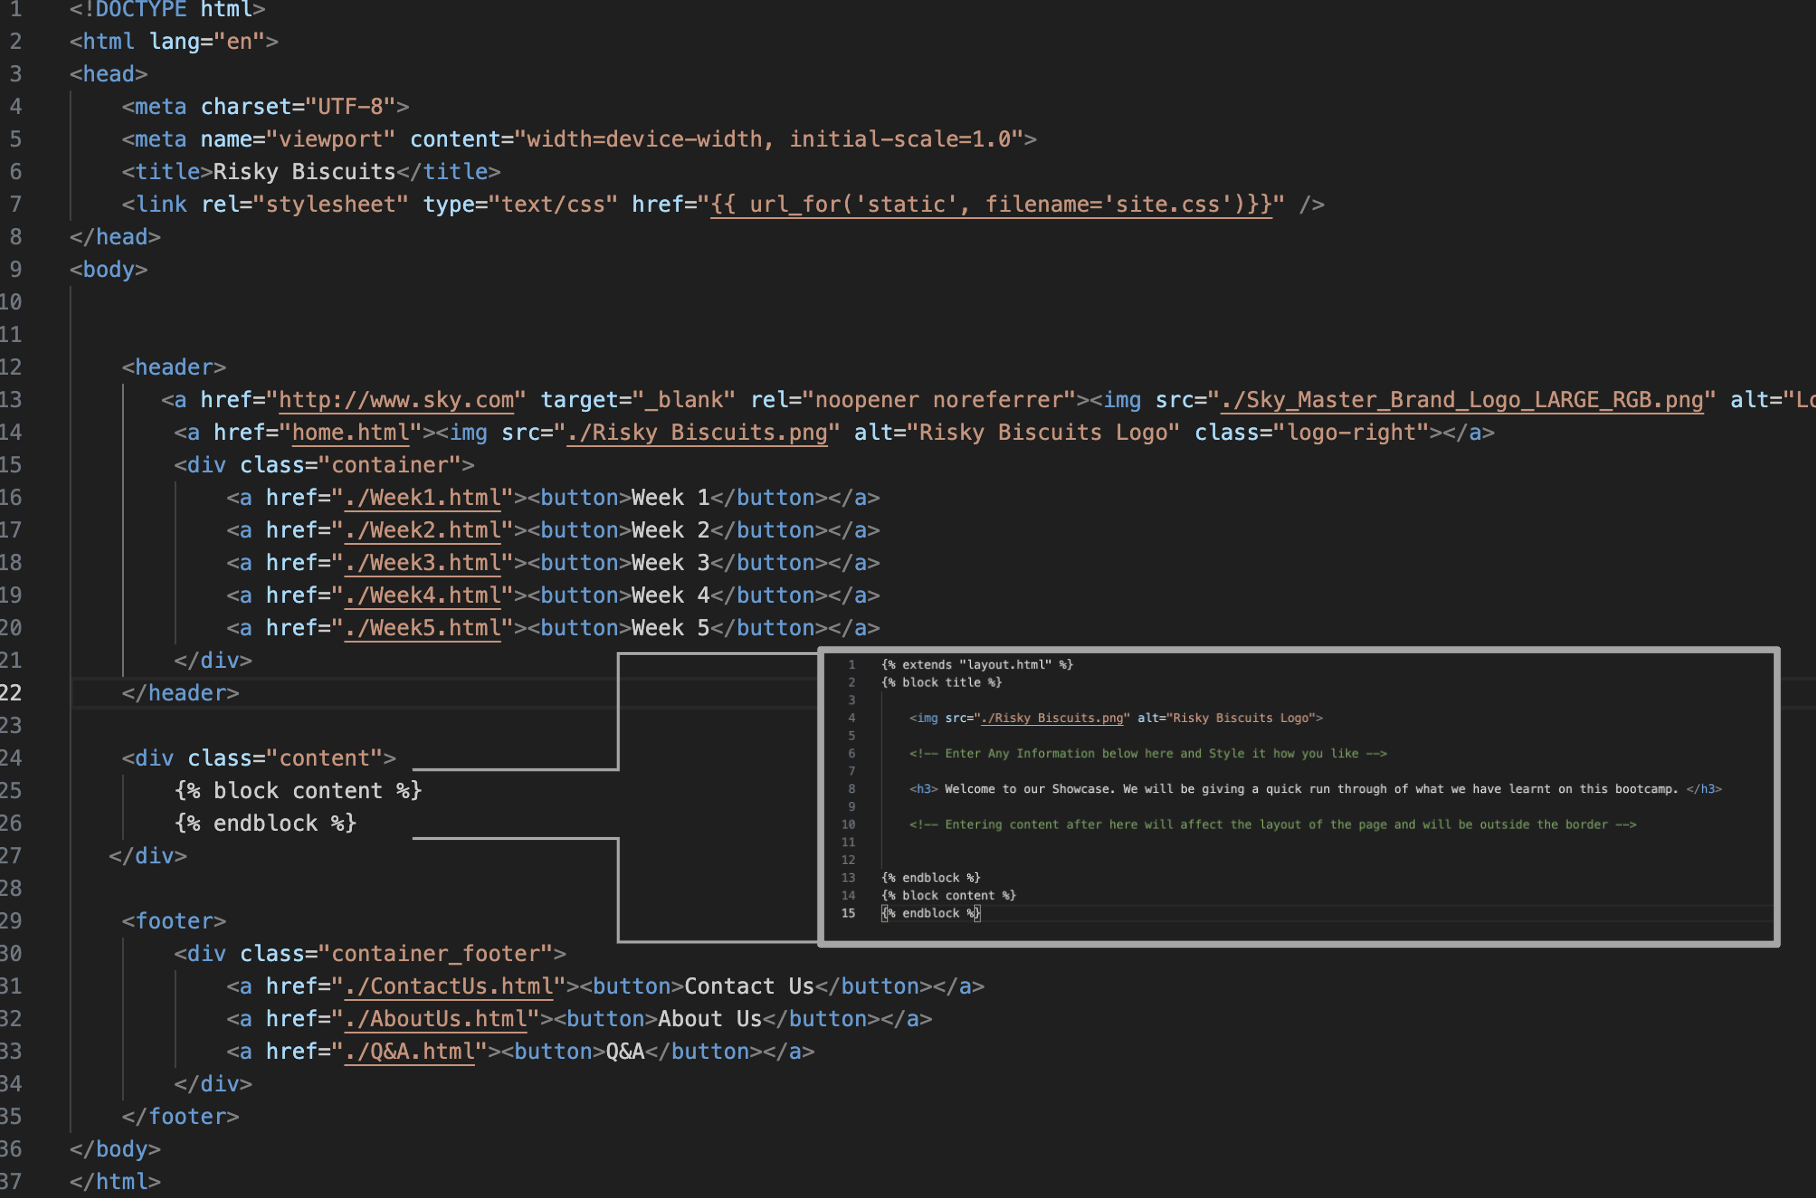 1 <!DOCTYPE html>
2 <html lang="en">
3 <head>
4 <meta charset="UTF-8">
5 <meta name="viewport" content="width=device-width, initial-scale=1.0">
6 <title>Risky Biscuits</title>
7 <link rel="stylesheet" type="text/css" href="{{ url_for('static', filename='site.css')}}" />
8 </head>
9 <body>
10
11
12 <header>
13 <a href="http://www.sky.com" target="_blank" rel="noopener noreferrer"><img src="./Sky_Master_Brand_Logo_LARGE_RGB.png" alt="Lo
14 <a href="home.html"><img src="./Risky Biscuits.png" alt="Risky Biscuits Logo" class="logo-right"></a>
15 <div class="container">
16 <a href="./Week1.html"><button>Week 1</button></a>
17 <a href="./Week2.html"><button>Week 2</button></a>
18 <a href="./Week3.html"><button>Week 3</button></a>
19 <a href="./Week4.html"><button>Week 4</button></a>
20 <a href="./Week5.html"><button>Week 5</button></a>
21 </div>
22 </header>
23
24 <div class="content">
25 {% block content %}
26 {% endblock %}
27 </div>
28
29 <footer>
30 <div class="container_footer">
31 <a href="./ContactUs.html"><button>Contact Us</button></a>
32 <a href="./AboutUs.html"><button>About Us</button></a>
33 <a href="./Q&A.html"><button>Q&A</button></a>
34 </div>
35 </footer>
36 </body>
37 </html>
1 {% extends "layout.html" %}
2 {% block title %}
3
4 <img src="./Risky Biscuits.png" alt="Risky Biscuits Logo">
5
6 <!-- Enter Any Information below here and Style it how you like -->
7
8 <h3> Welcome to our Showcase. We will be giving a quick run through of what we have learnt on this bootcamp. </h3>
9
10 <!-- Entering content after here will affect the layout of the page and will be outside the border -->
11
12
13 {% endblock %}
14 {% block content %}
15 {% endblock %}